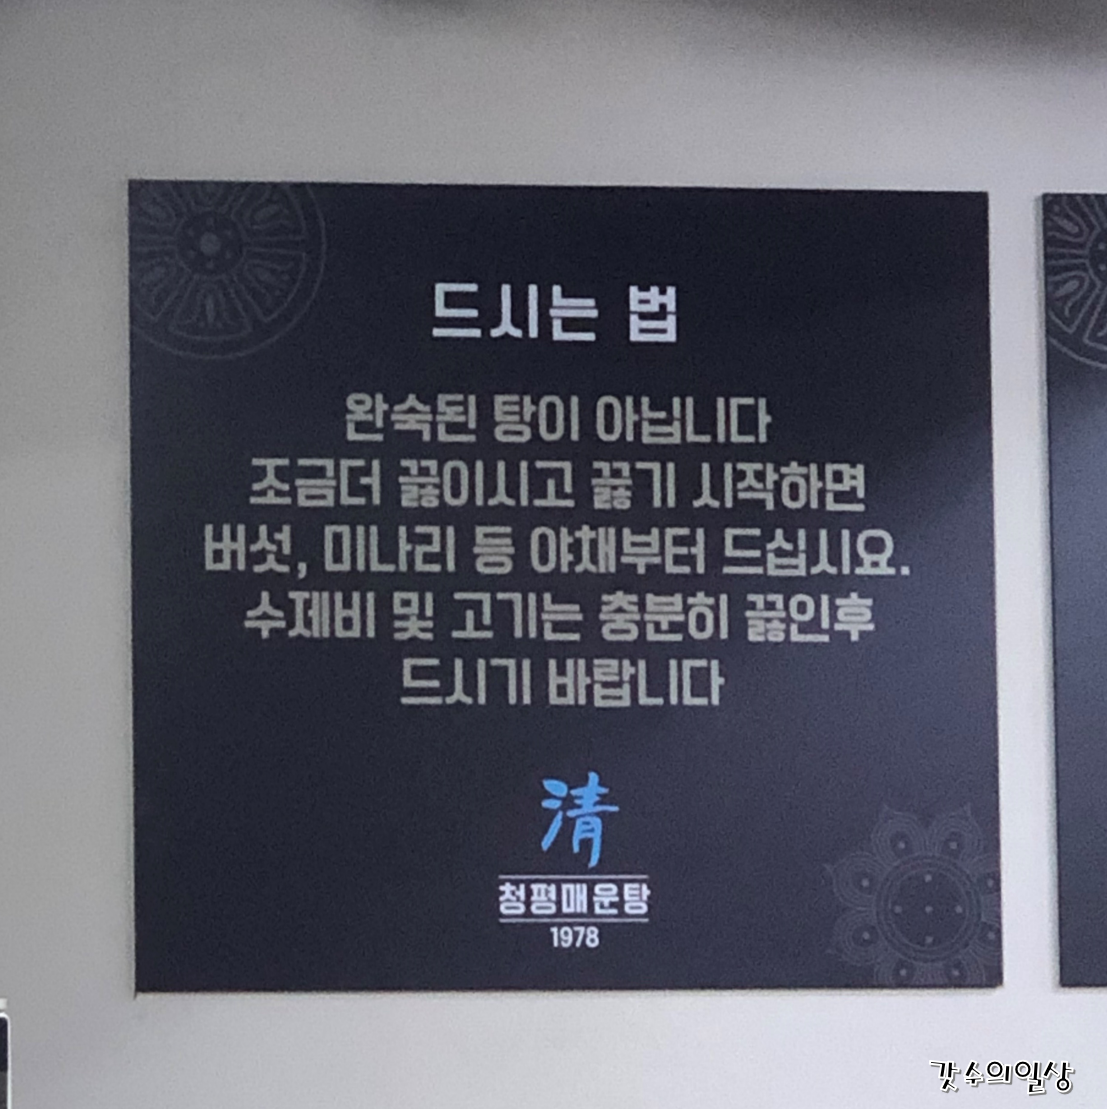 드시는 법
완숙된 탕이 아닙니다
조금더 끓이시고 끓기 시작하면
버섯, 미나리 등 야채부터 드십시요.
수제비 및 고기는 충분히 끓인후
드시기 바랍니다
清
청평매운탕
1978
갓수의일상